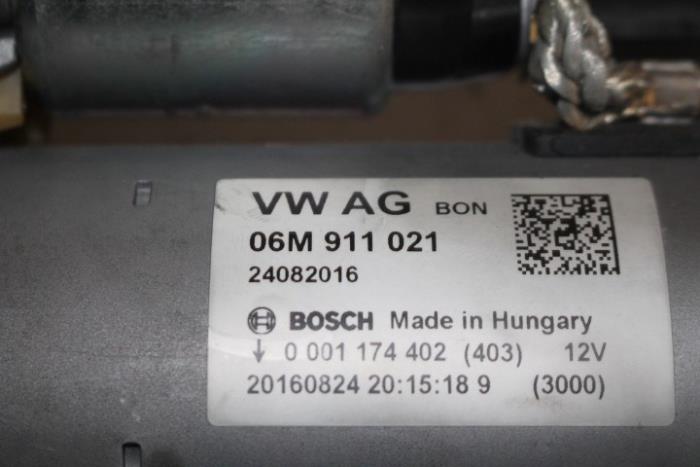 VW AG BON
06M 911 021
24082016
BOSCH Made in Hungary
0 001 174 402 (403) 12V
20160824 20:15:18 9 (3000)